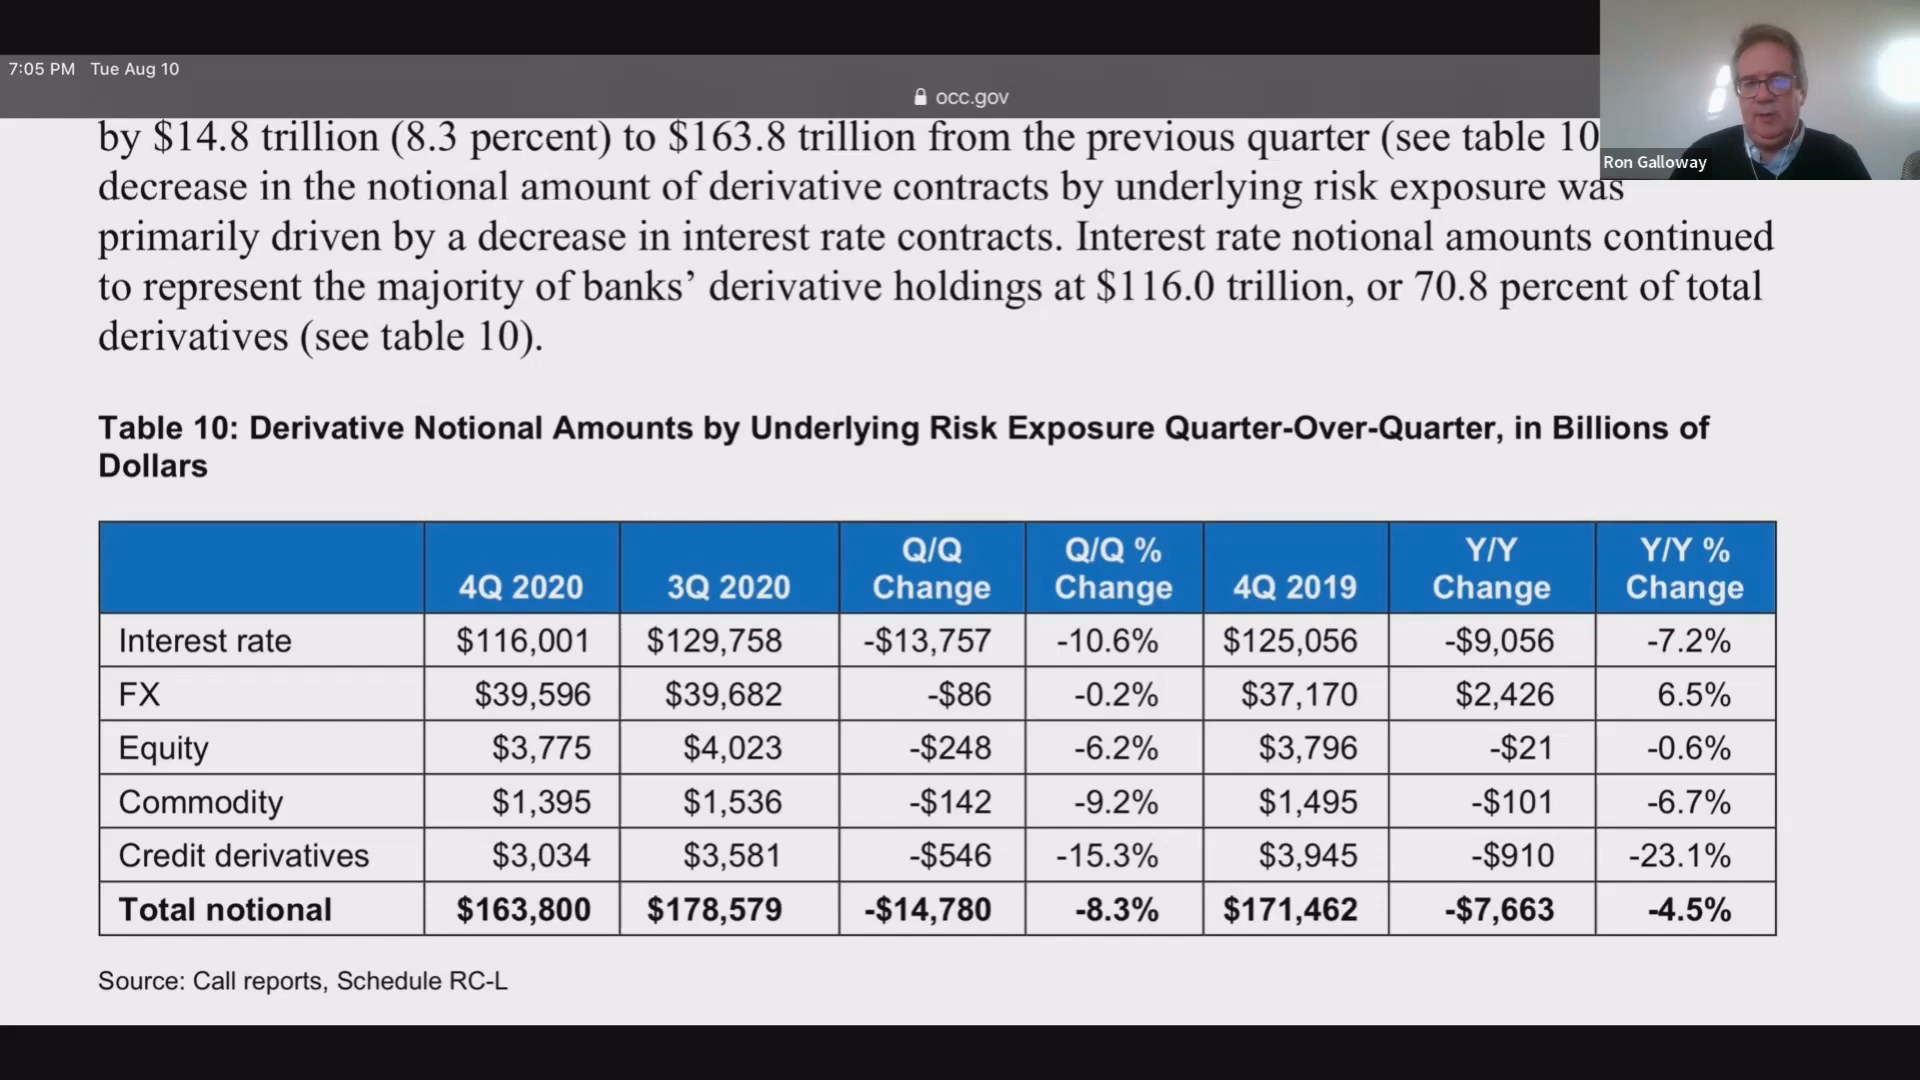 7:05 PM Tue Aug 10
occ.gov
Ron Galloway
by $14.8 trillion (8.3 percent) to $163.8 trillion from the previous quarter (see table 10
decrease in the notional amount of derivative contracts by underlying risk exposure was
primarily driven by a decrease in interest rate contracts. Interest rate notional amounts continued
to represent the majority of banks’ derivative holdings at $116.0 trillion, or 70.8 percent of total
derivatives (see table 10).
Table 10: Derivative Notional Amounts by Underlying Risk Exposure Quarter-Over-Quarter, in Billions of
Dollars
4Q 2020 3Q 2020 Q/Q Change Q/Q % Change 4Q 2019 Y/Y Change Y/Y % Change
Interest rate $116,001 $129,758 -$13,757 -10.6% $125,056 -$9,056 -7.2%
FX $39,596 $39,682 -$86 -0.2% $37,170 $2,426 6.5%
Equity $3,775 $4,023 -$248 -6.2% $3,796 -$21 -0.6%
Commodity $1,395 $1,536 -$142 -9.2% $1,495 -$101 -6.7%
Credit derivatives $3,034 $3,581 -$546 -15.3% $3,945 -$910 -23.1%
Total notional $163,800 $178,579 -$14,780 -8.3% $171,462 -$7,663 -4.5%
Source: Call reports, Schedule RC-L